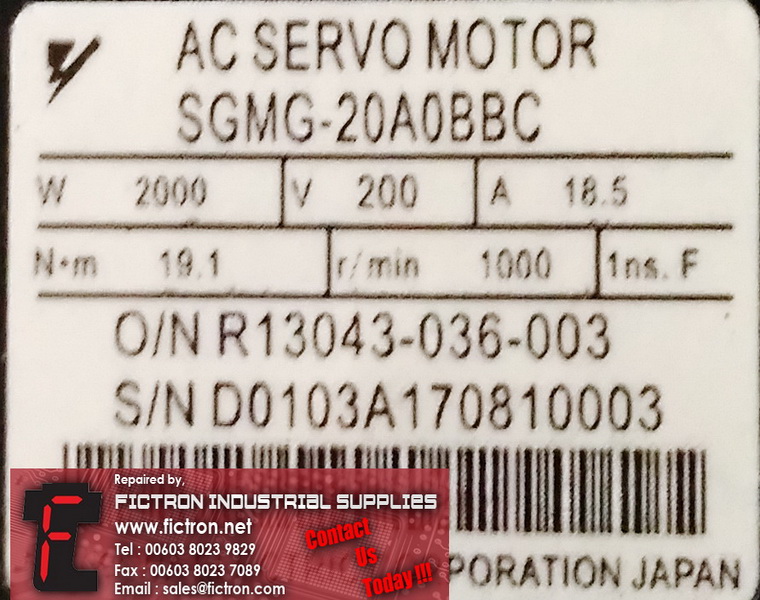 AC SERVO MOTOR
SGMG-20A0BBC
W 2000 V 200 A 18.5
N·m 19.1 r/min 1000 1ns. F
O/N R13043-036-003
S/N D0103A170810003
Repaired by,
FICTRON INDUSTRIAL SUPPLIES
www.fictron.net
Tel : 00603 8023 9829
Fax : 00603 8023 7089
Email : sales@fictron.com
Contact
Us
Today !!!
PORATION JAPAN